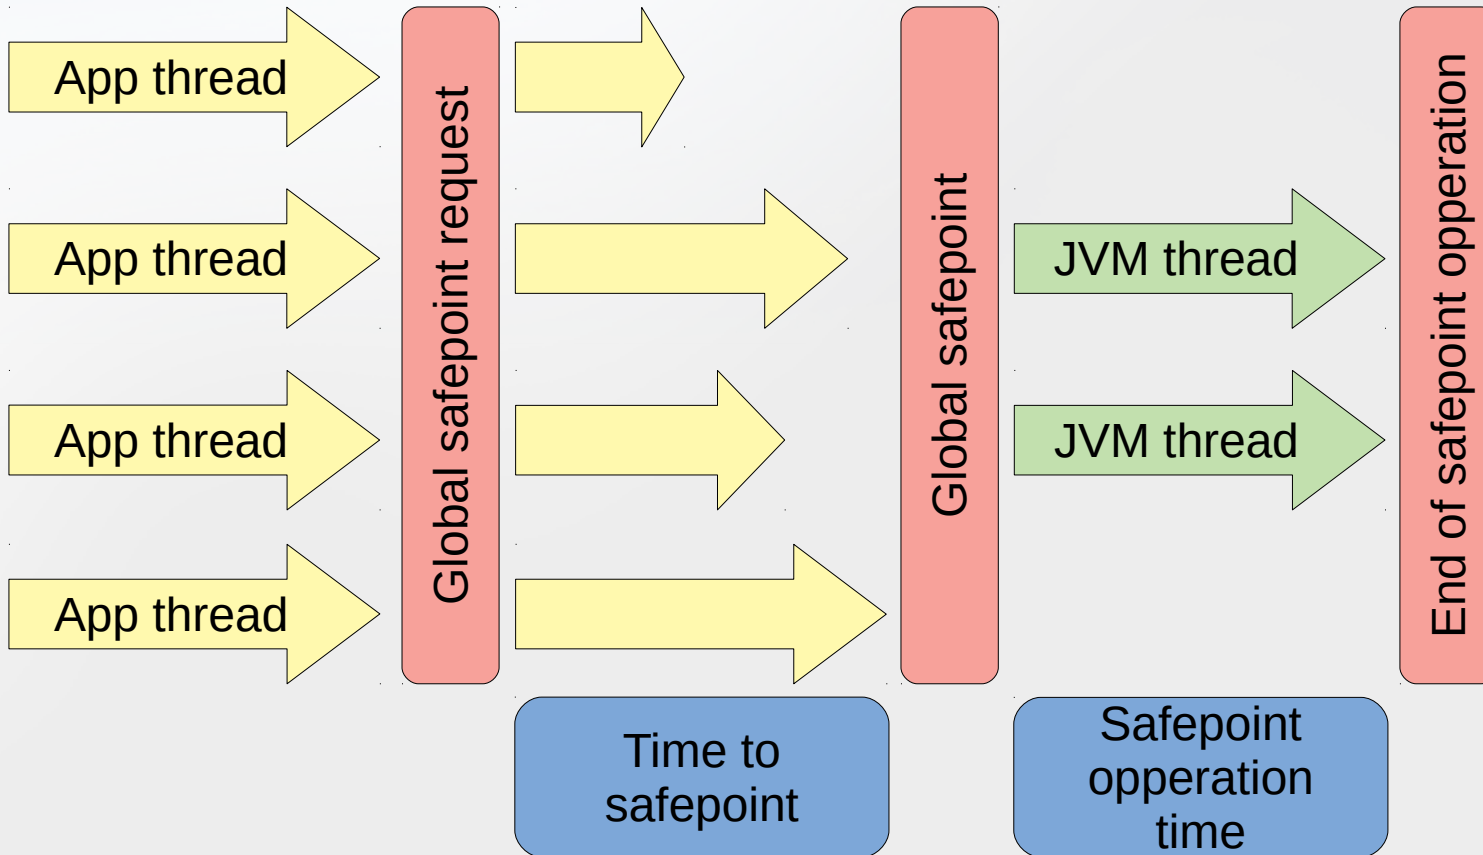 App thread
App thread
App thread
App thread
Global safepoint request
Global safepoint
JVM thread
JVM thread
End of safepoint opperation
Time to
safepoint
Safepoint
opperation
time